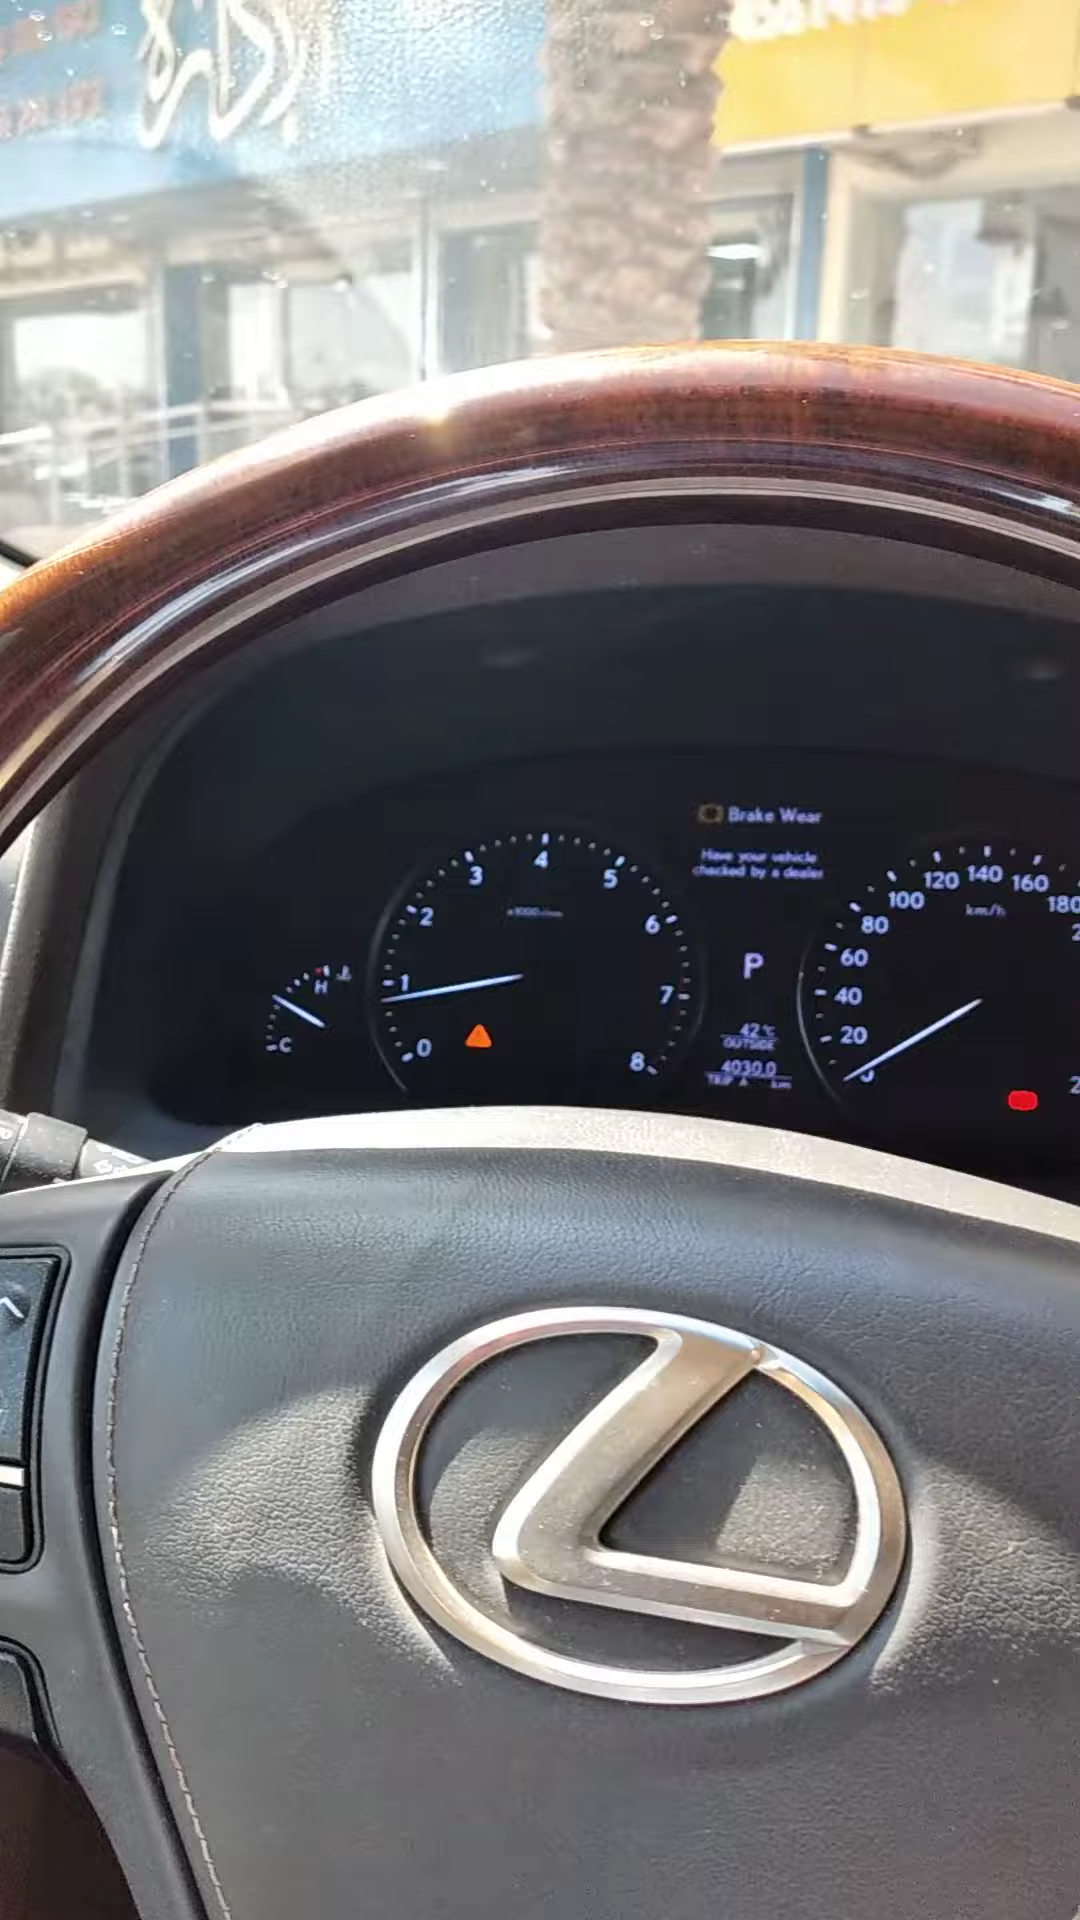 Brake Wear
Have your vehicle
checked by a dealer
0
1
2
3
4
5
6
7
8
H
C
P
42°C
OUTSIDE
4030.0
TRIP A km
0
20
40
60
80
100
120
140
160
180
km/h